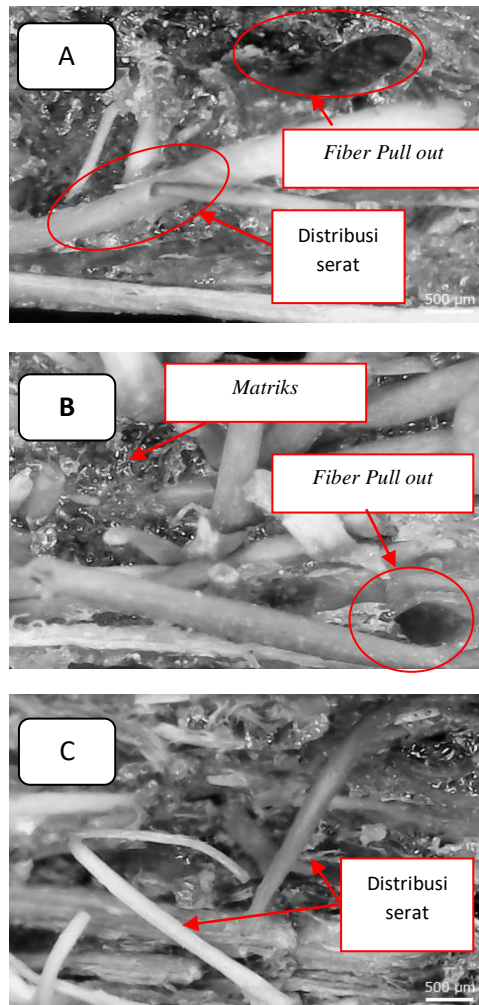 A
Fiber Pull out
Distribusi
serat
500 µm
B
Matriks
Fiber Pull out
C
Distribusi
serat
500 µm